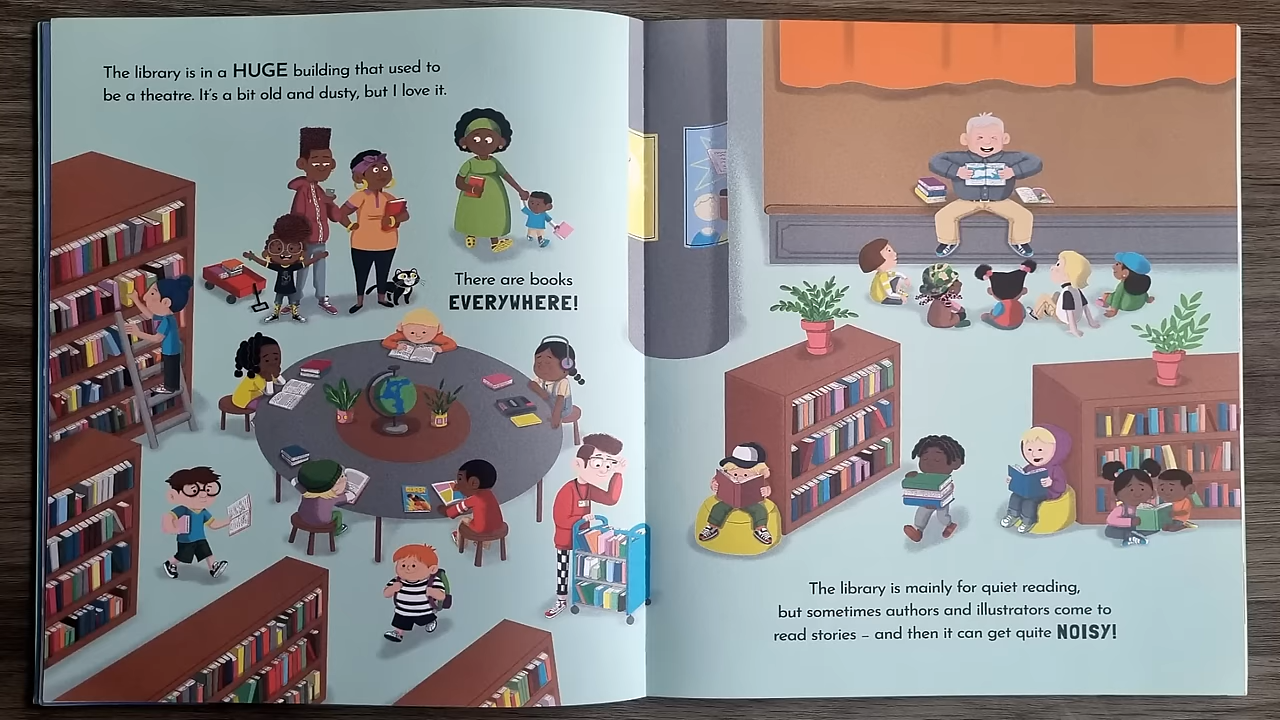 The library is in a HUGE building that used to
be a theatre. It's a bit old and dusty, but I love it.
There are books
EVERYWHERE!
The library is mainly for quiet reading,
but sometimes authors and illustrators come to
read stories – and then it can get quite NOISY!